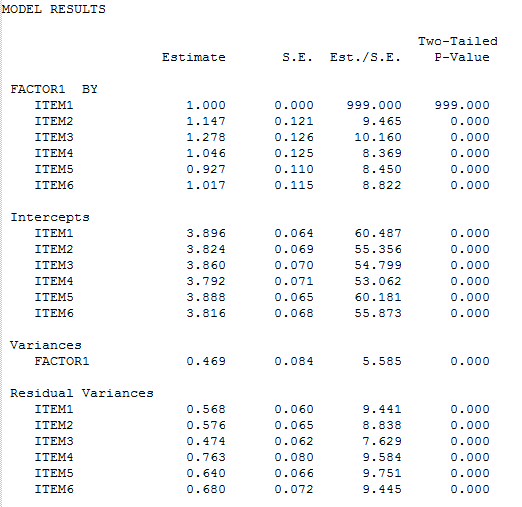 MODEL RESULTS
Two-Tailed
Estimate S.E. Est./S.E. P-Value
FACTOR1 BY
ITEM1 1.000 0.000 999.000 999.000
ITEM2 1.147 0.121 9.465 0.000
ITEM3 1.278 0.126 10.160 0.000
ITEM4 1.046 0.125 8.369 0.000
ITEM5 0.927 0.110 8.450 0.000
ITEM6 1.017 0.115 8.822 0.000
Intercepts
ITEM1 3.896 0.064 60.487 0.000
ITEM2 3.824 0.069 55.356 0.000
ITEM3 3.860 0.070 54.799 0.000
ITEM4 3.792 0.071 53.062 0.000
ITEM5 3.888 0.065 60.181 0.000
ITEM6 3.816 0.068 55.873 0.000
Variances
FACTOR1 0.469 0.084 5.585 0.000
Residual Variances
ITEM1 0.568 0.060 9.441 0.000
ITEM2 0.576 0.065 8.838 0.000
ITEM3 0.474 0.062 7.629 0.000
ITEM4 0.763 0.080 9.584 0.000
ITEM5 0.640 0.066 9.751 0.000
ITEM6 0.680 0.072 9.445 0.000